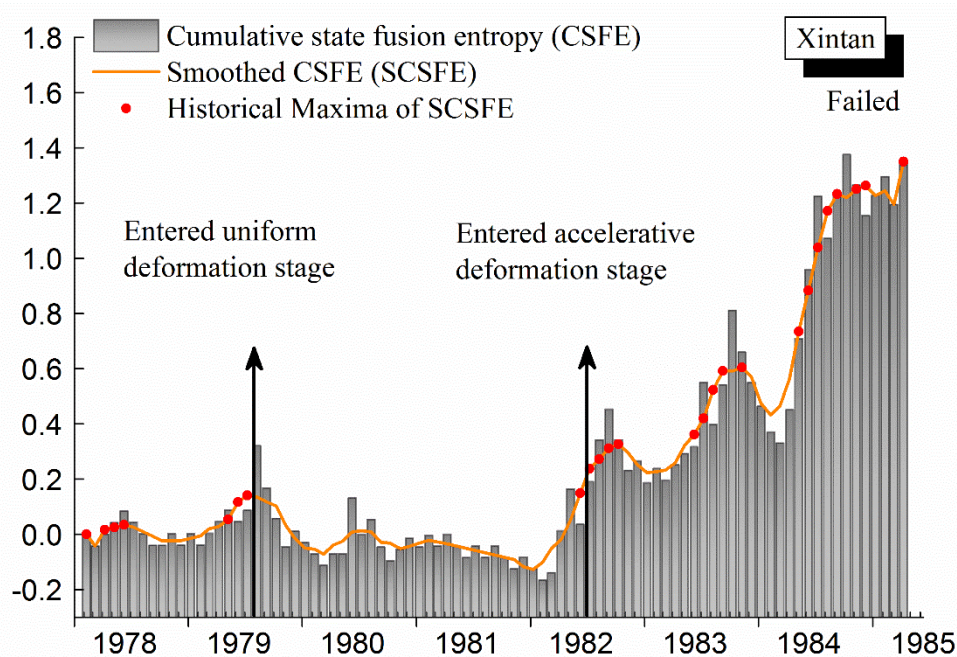 1.8
1.6
1.4
1.2
1.0
0.8
0.6
0.4
0.2
0.0
-0.2
Cumulative state fusion entropy (CSFE)
Smoothed CSFE (SCSFE)
Historical Maxima of SCSFE
Xintan
Failed
Entered uniform
deformation stage
Entered accelerative
deformation stage
1978 1979 1980 1981 1982 1983 1984 1985